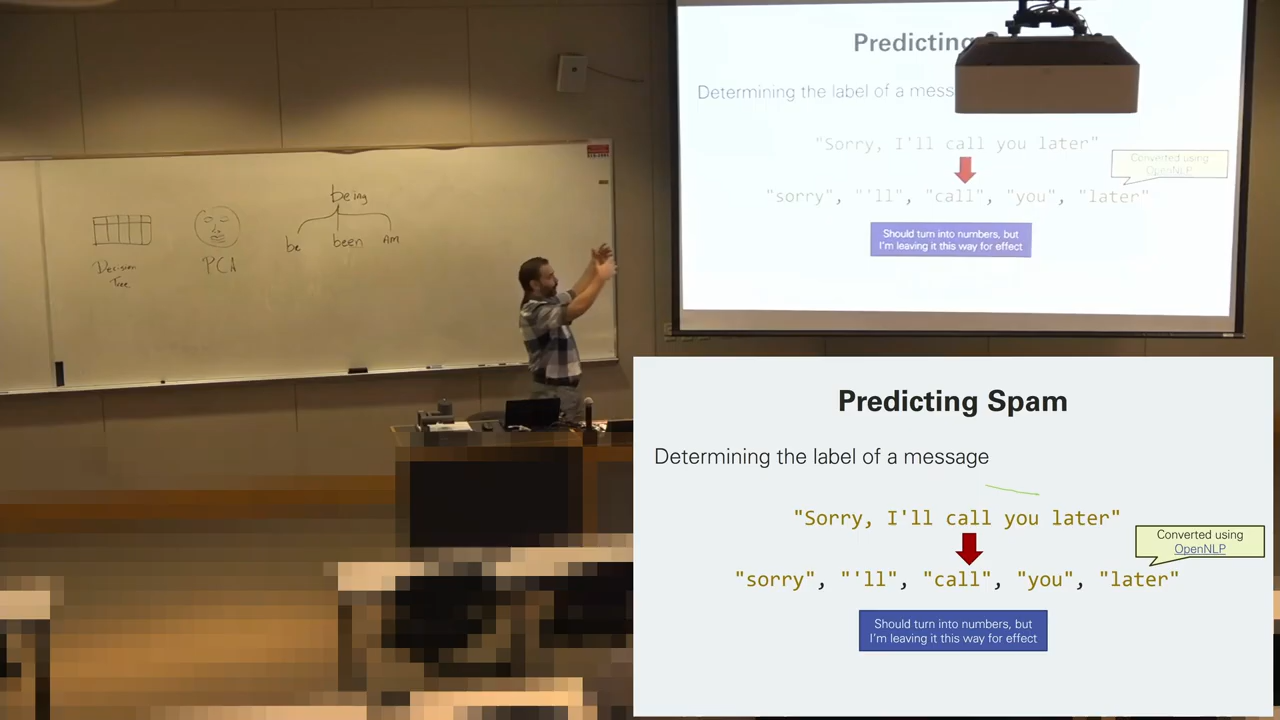 being
be been Am
Decision
Tree
PCA
Predicting
Determining the label of a mess
"Sorry, I'll call you later"
Converted using
OpenNLP
"sorry", "'ll", "call", "you", "later"
Should turn into numbers, but
I'm leaving it this way for effect
Predicting Spam
Determining the label of a message
"Sorry, I'll call you later"
Converted using
OpenNLP
"sorry", "'ll", "call", "you", "later"
Should turn into numbers, but
I'm leaving it this way for effect